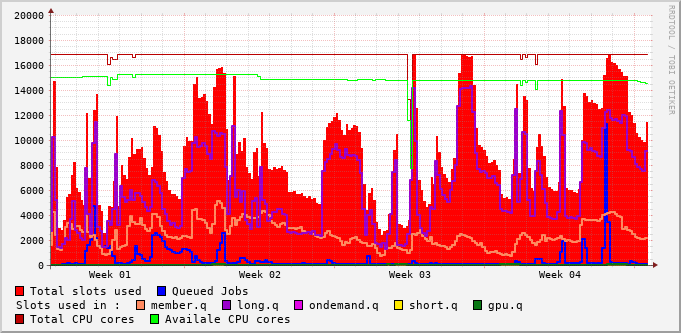 20000
18000
16000
14000
12000
10000
8000
6000
4000
2000
0
Week 01 Week 02 Week 03 Week 04
RRDTOOL / TOBI OETIKER
Total slots used Queued Jobs
Slots used in : member.q long.q ondemand.q short.q gpu.q
Total CPU cores Availale CPU cores